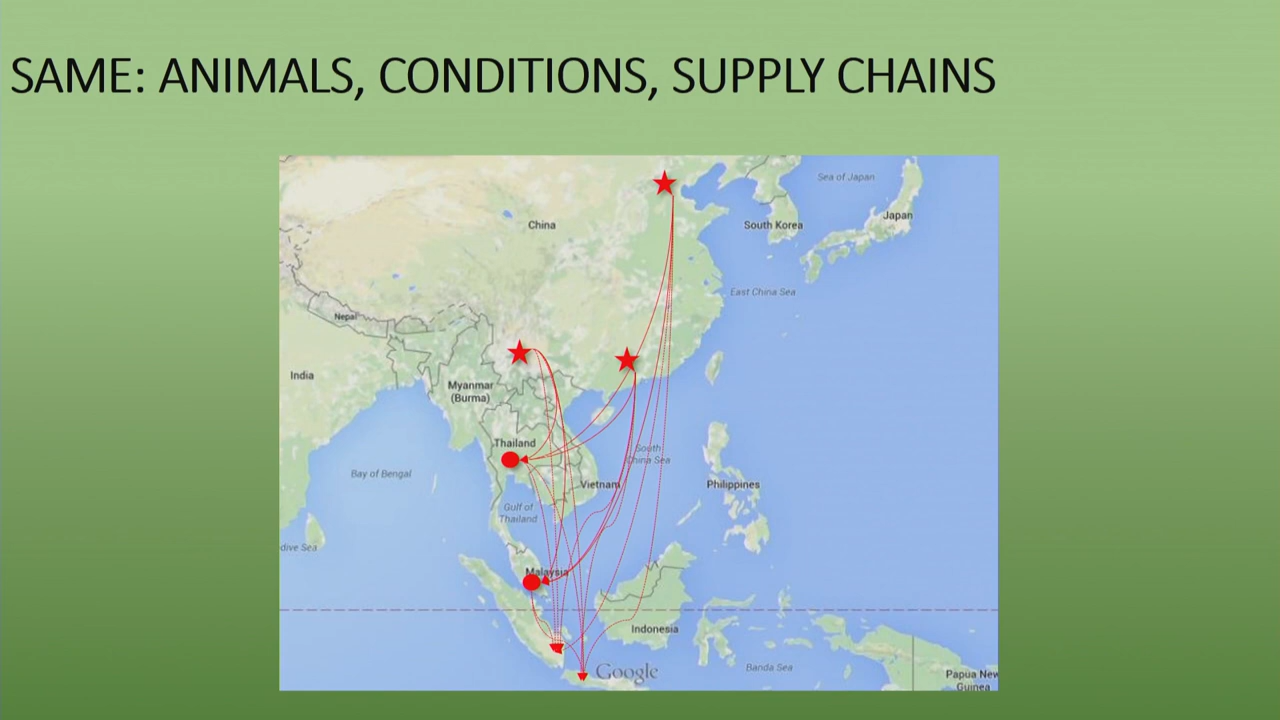 SAME: ANIMALS, CONDITIONS, SUPPLY CHAINS
Sea of Japan
China
South Korea
Japan
East China Sea
Nepal
India
Myanmar
(Burma)
Thailand
South
China Sea
Bay of Bengal
Vietnam
Philippines
Gulf of
Thailand
dive Sea
Malaysia
Indonesia
Google
Banda Sea
Papua New
Guinea